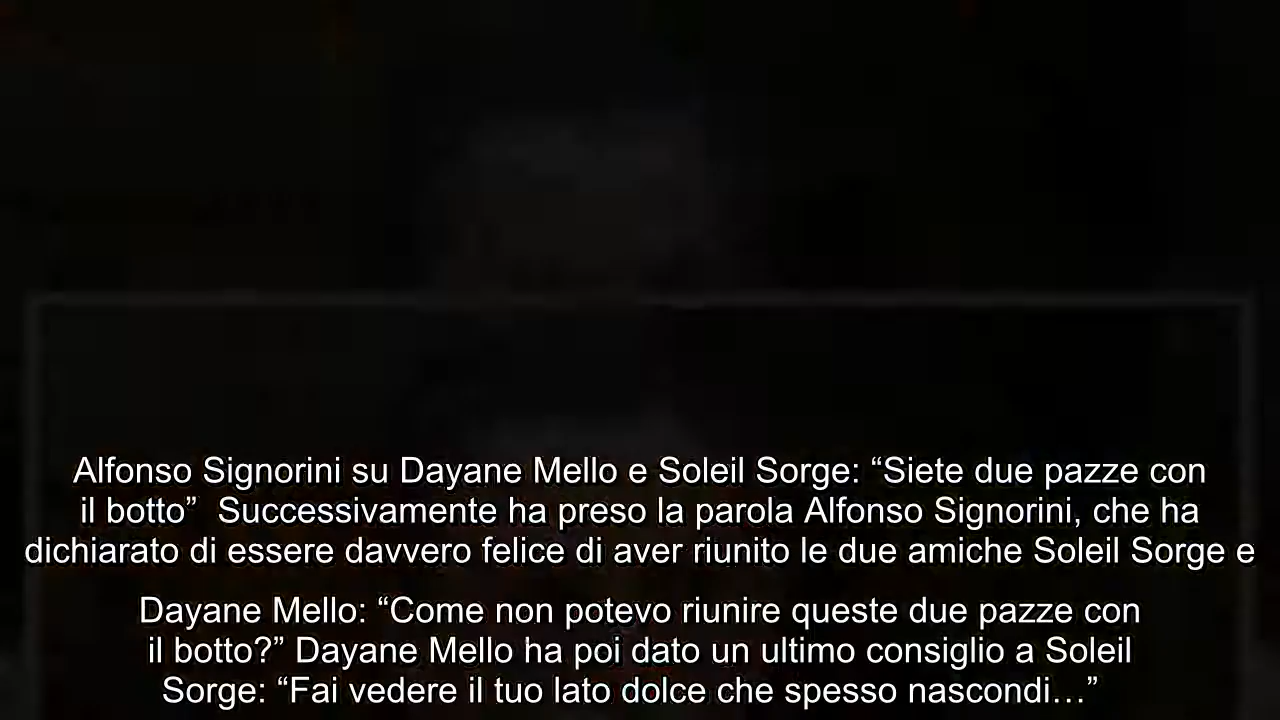 Alfonso Signorini su Dayane Mello e Soleil Sorge: “Siete due pazze con
il botto”  Successivamente ha preso la parola Alfonso Signorini, che ha
dichiarato di essere davvero felice di aver riunito le due amiche Soleil Sorge e
Dayane Mello: “Come non potevo riunire queste due pazze con
il botto?” Dayane Mello ha poi dato un ultimo consiglio a Soleil
Sorge: “Fai vedere il tuo lato dolce che spesso nascondi…”